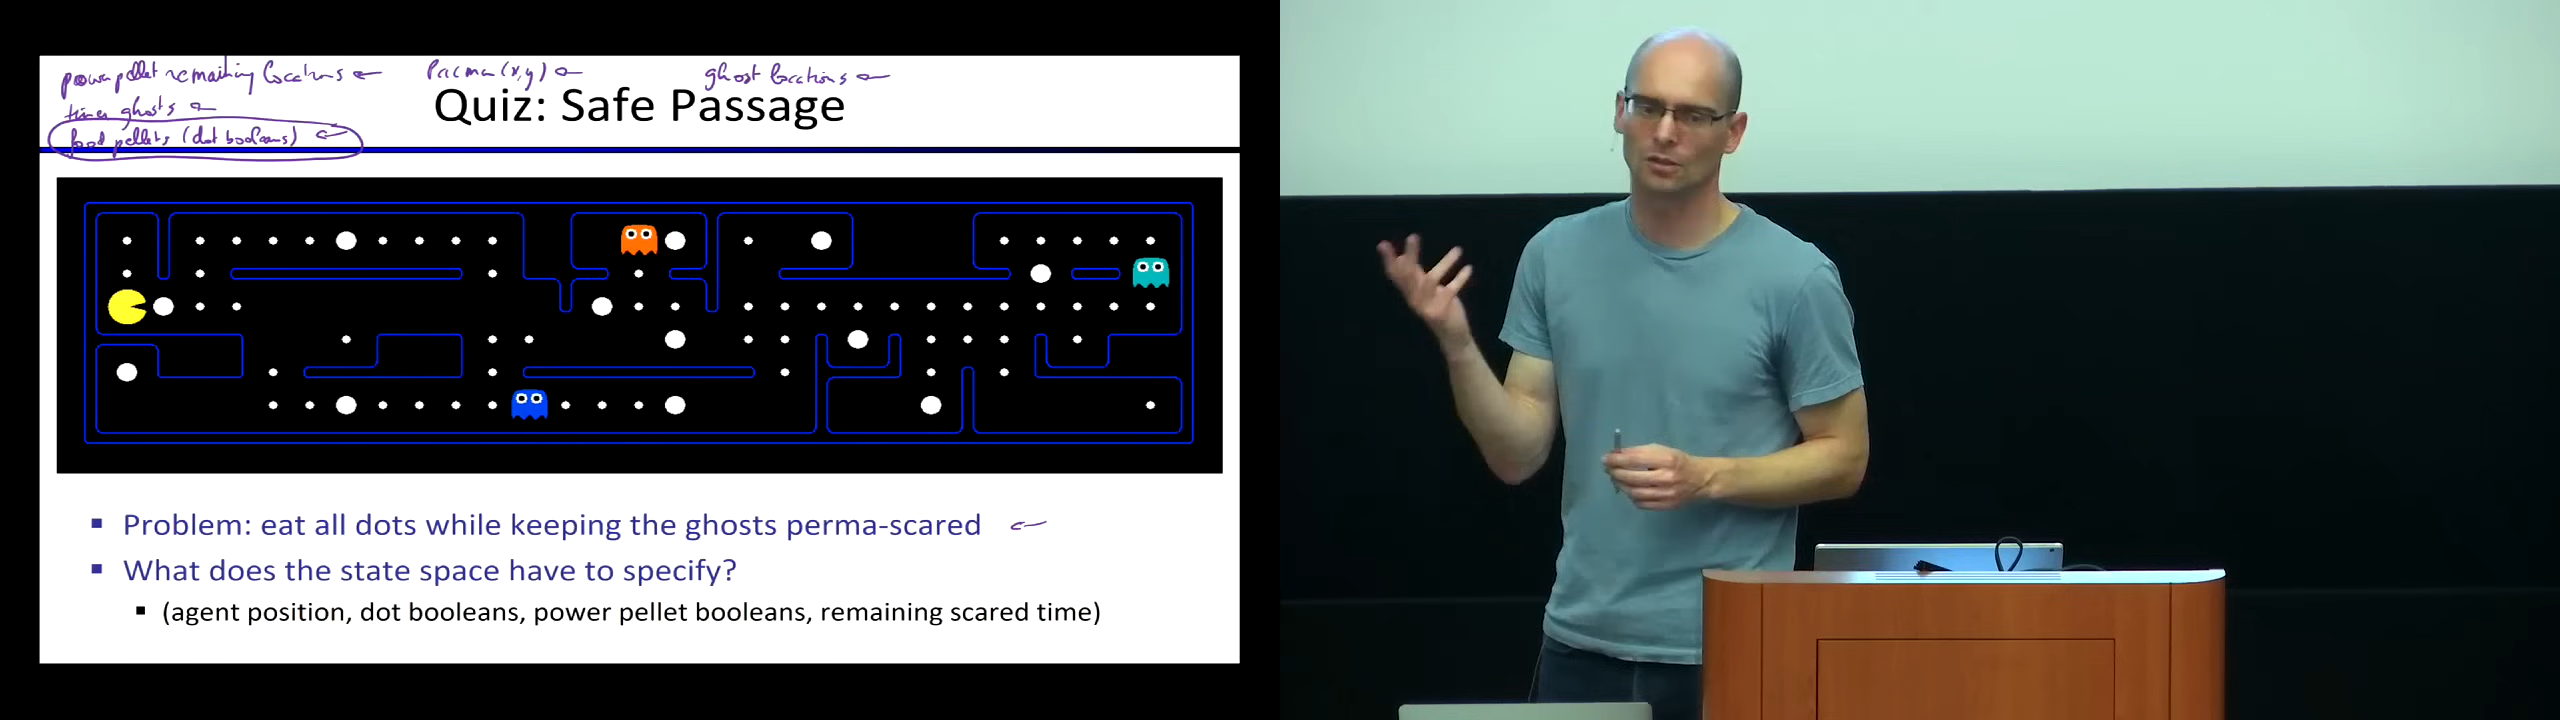 power pellet remaining locations
Pacman (x,y)
ghost locations
timer ghosts
food pellets (dot booleans)
Quiz: Safe Passage
Problem: eat all dots while keeping the ghosts perma-scared
What does the state space have to specify?
(agent position, dot booleans, power pellet booleans, remaining scared time)